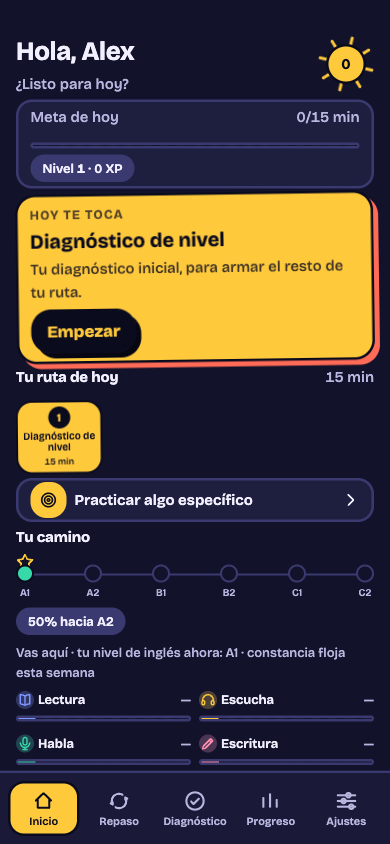 Hola, Alex
0
¿Listo para hoy?
Meta de hoy 0/15 min
Nivel 1 · 0 XP
HOY TE TOCA
Diagnóstico de nivel
Tu diagnóstico inicial, para armar el resto de
tu ruta.
Empezar
Tu ruta de hoy 15 min
1
Diagnóstico de
nivel
15 min
Practicar algo específico
Tu camino
A1 A2 B1 B2 C1 C2
50% hacia A2
Vas aquí · tu nivel de inglés ahora: A1 · constancia floja
esta semana
Lectura – Escucha –
Habla – Escritura –
Inicio Repaso Diagnóstico Progreso Ajustes